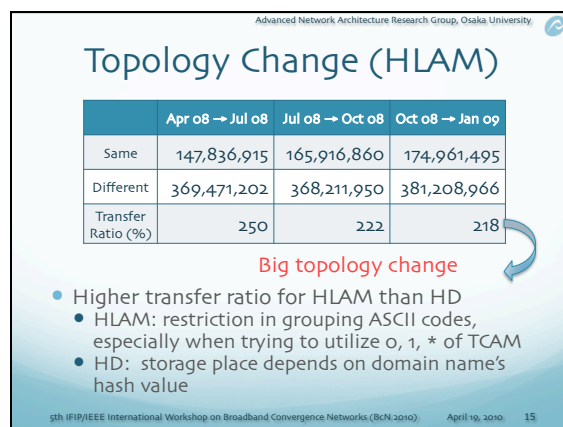 Advanced Network Architecture Research Group, Osaka University
Topology Change (HLAM)
Apr 08 → Jul 08 Jul 08 → Oct 08 Oct 08 → Jan 09
Same 147,836,915 165,916,860 174,961,495
Different 369,471,202 368,211,950 381,208,966
Transfer
Ratio (%) 250 222 218
Big topology change
• Higher transfer ratio for HLAM than HD
• HLAM: restriction in grouping ASCII codes,
especially when trying to utilize 0, 1, * of TCAM
• HD: storage place depends on domain name's
hash value
5th IFIP/IEEE International Workshop on Broadband Convergence Networks (BcN 2010) April 19, 2010 15